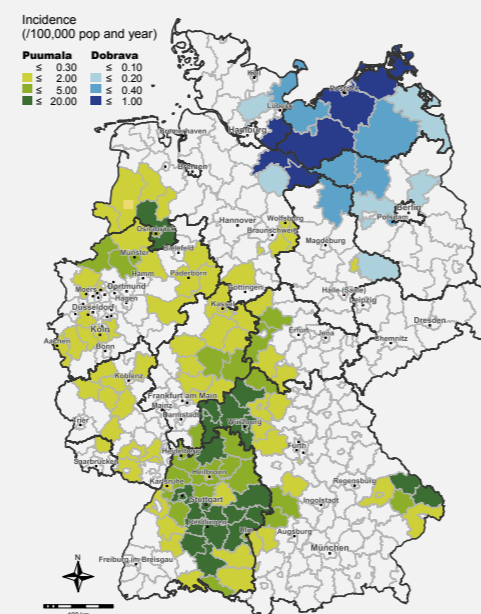 Incidence
(/100,000 pop and year)
Puumala Dobrava
≤ 0.30 ≤ 0.10
≤ 2.00 ≤ 0.20
≤ 5.00 ≤ 0.40
≤ 20.00 ≤ 1.00
Kiel
Rostock
Lübeck
Hamburg
Bremerhaven
Bremen
Berlin
Potsdam
Hannover
Wolfsburg
Braunschweig
Osnabrück
Bielefeld
Magdeburg
Münster
Hamm
Paderborn
Göttingen
Halle (Saale)
Leipzig
Moers
Dortmund
Hagen
Düsseldorf
Kassel
Köln
Erfurt
Jena
Dresden
Chemnitz
Aachen
Bonn
Koblenz
Frankfurt am Main
Mainz
Darmstadt
Trier
Würzburg
Saarbrücken
Heidelberg
Fürth
Heilbronn
Karlsruhe
Regensburg
Stuttgart
Ingolstadt
Reutlingen
Ulm
Augsburg
München
Freiburg im Breisgau
N